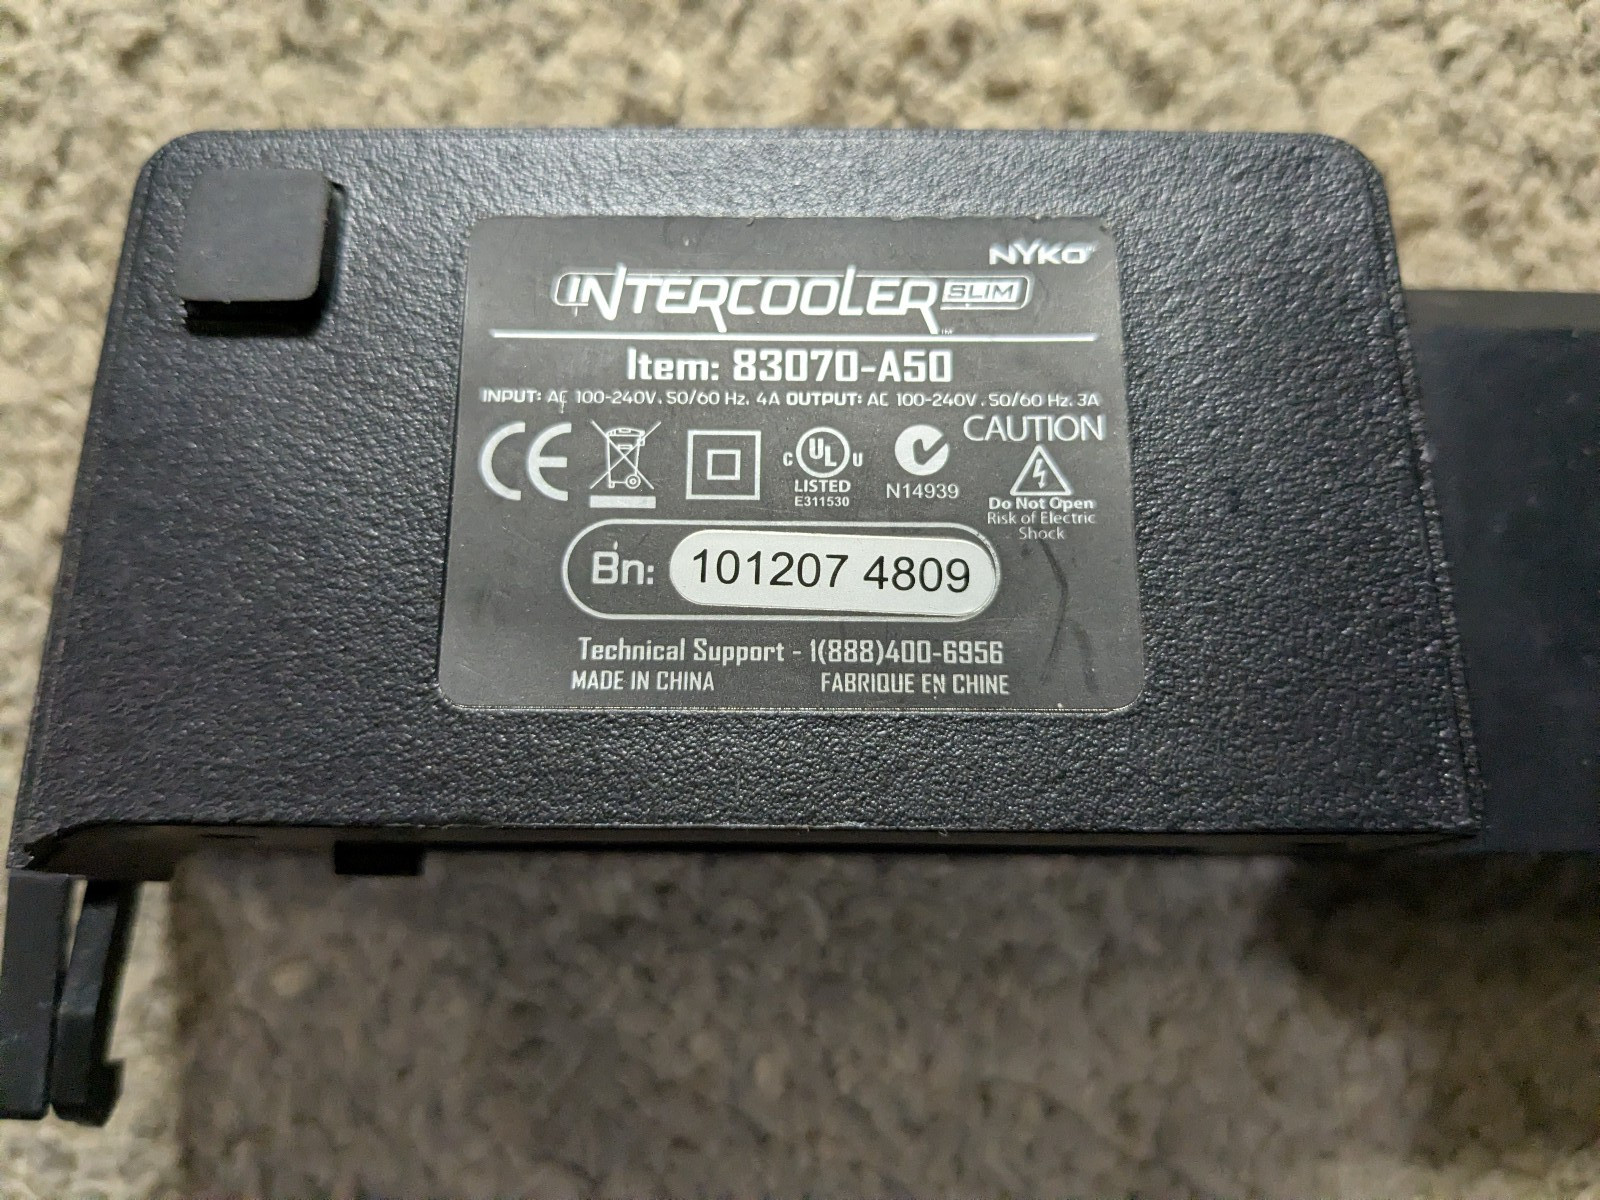 NYKO
INTERCOOLER SLIM™
Item: 83070-A50
INPUT: AC 100-240V. 50/60 Hz. 4A OUTPUT: AC 100-240V . 50/60 Hz. 3A
CE
C UL U
LISTED
E311530
N14939
CAUTION
Do Not Open
Risk of Electric
Shock
Bn: 101207 4809
Technical Support - 1(888)400-6956
MADE IN CHINA FABRIQUE EN CHINE